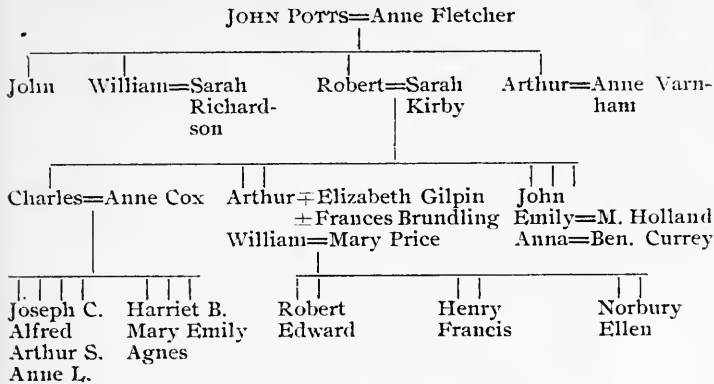 JOHN POTTS=Anne Fletcher
John William=Sarah Robert=Sarah Arthur=Anne Varn-
Richard- Kirby ham
son
Charles=Anne Cox Arthur∓Elizabeth Gilpin John
±Frances Brundling Emily=M. Holland
William=Mary Price Anna=Ben. Currey
Joseph C. Harriet B. Robert Henry Norbury
Alfred Mary Emily Edward Francis Ellen
Arthur S. Agnes
Anne L.